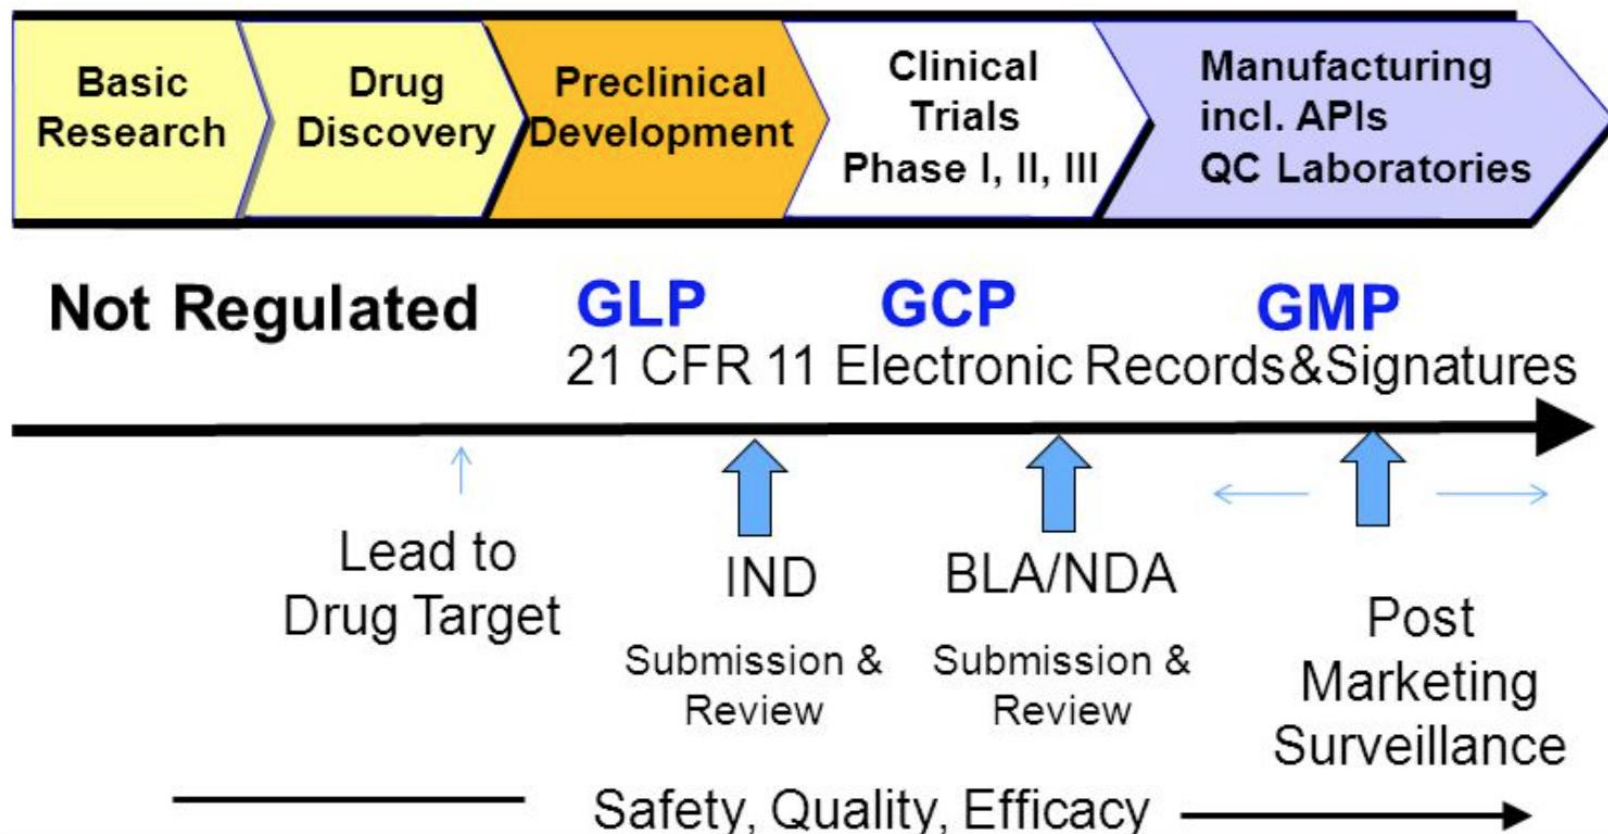 Basic
Research
Drug
Discovery
Preclinical
Development
Clinical
Trials
Phase I, II, III
Manufacturing
incl. APIs
QC Laboratories
Not Regulated
GLP
GCP
GMP
21 CFR 11 Electronic Records&Signatures
Lead to
Drug Target
IND
Submission &
Review
BLA/NDA
Submission &
Review
Post
Marketing
Surveillance
Safety, Quality, Efficacy